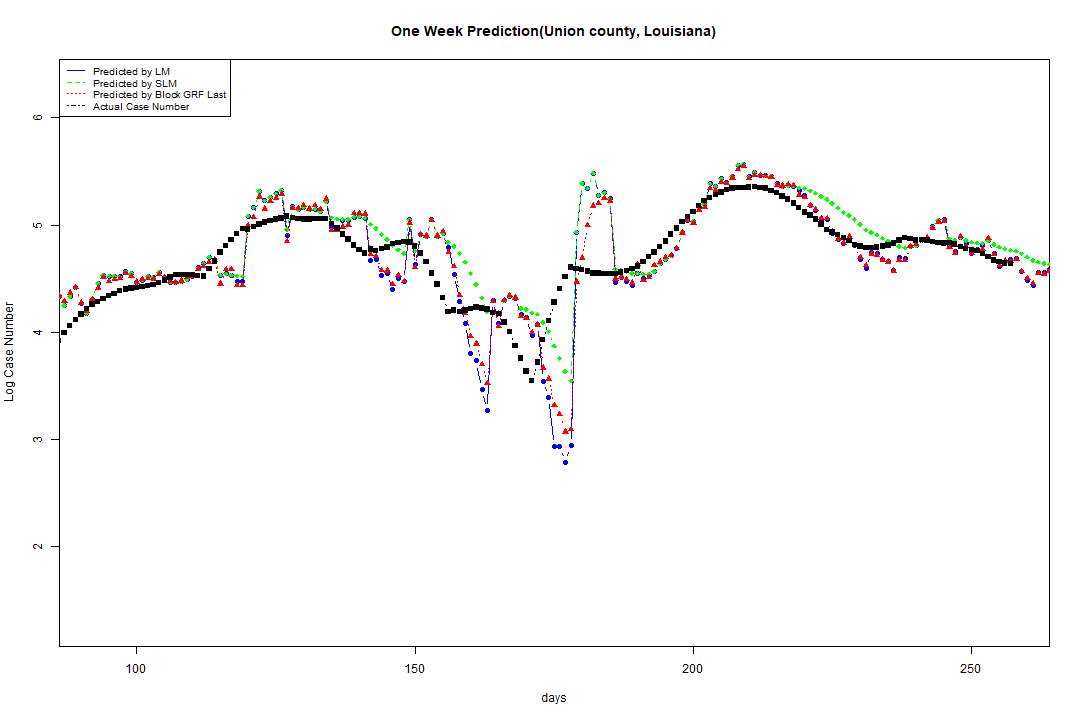 One Week Prediction(Union county, Louisiana)
Predicted by LM
Predicted by SLM
Predicted by Block GRF Last
Actual Case Number
6
5
4
3
2
Log Case Number
100 150 200 250
days